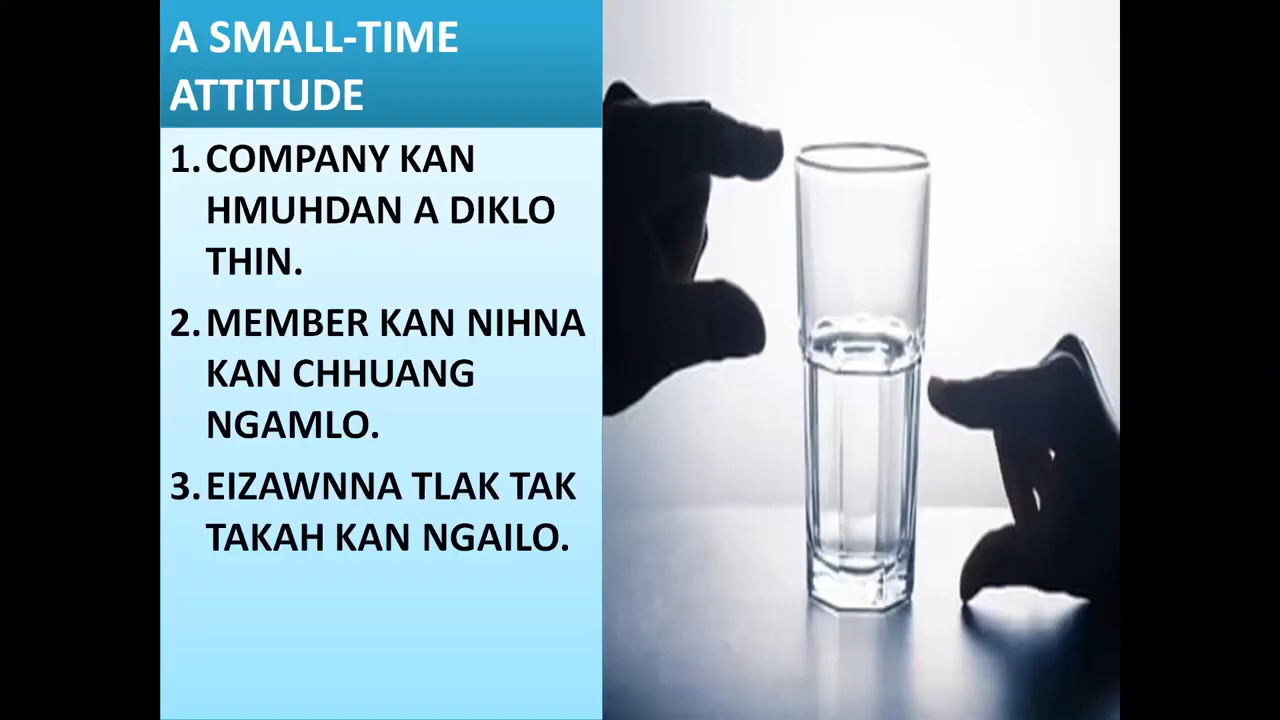 A SMALL-TIME
ATTITUDE
1. COMPANY KAN
HMUHDAN A DIKLO
THIN.
2. MEMBER KAN NIHNA
KAN CHHUANG
NGAMLO.
3. EIZAWNNA TLAK TAK
TAKAH KAN NGAILO.